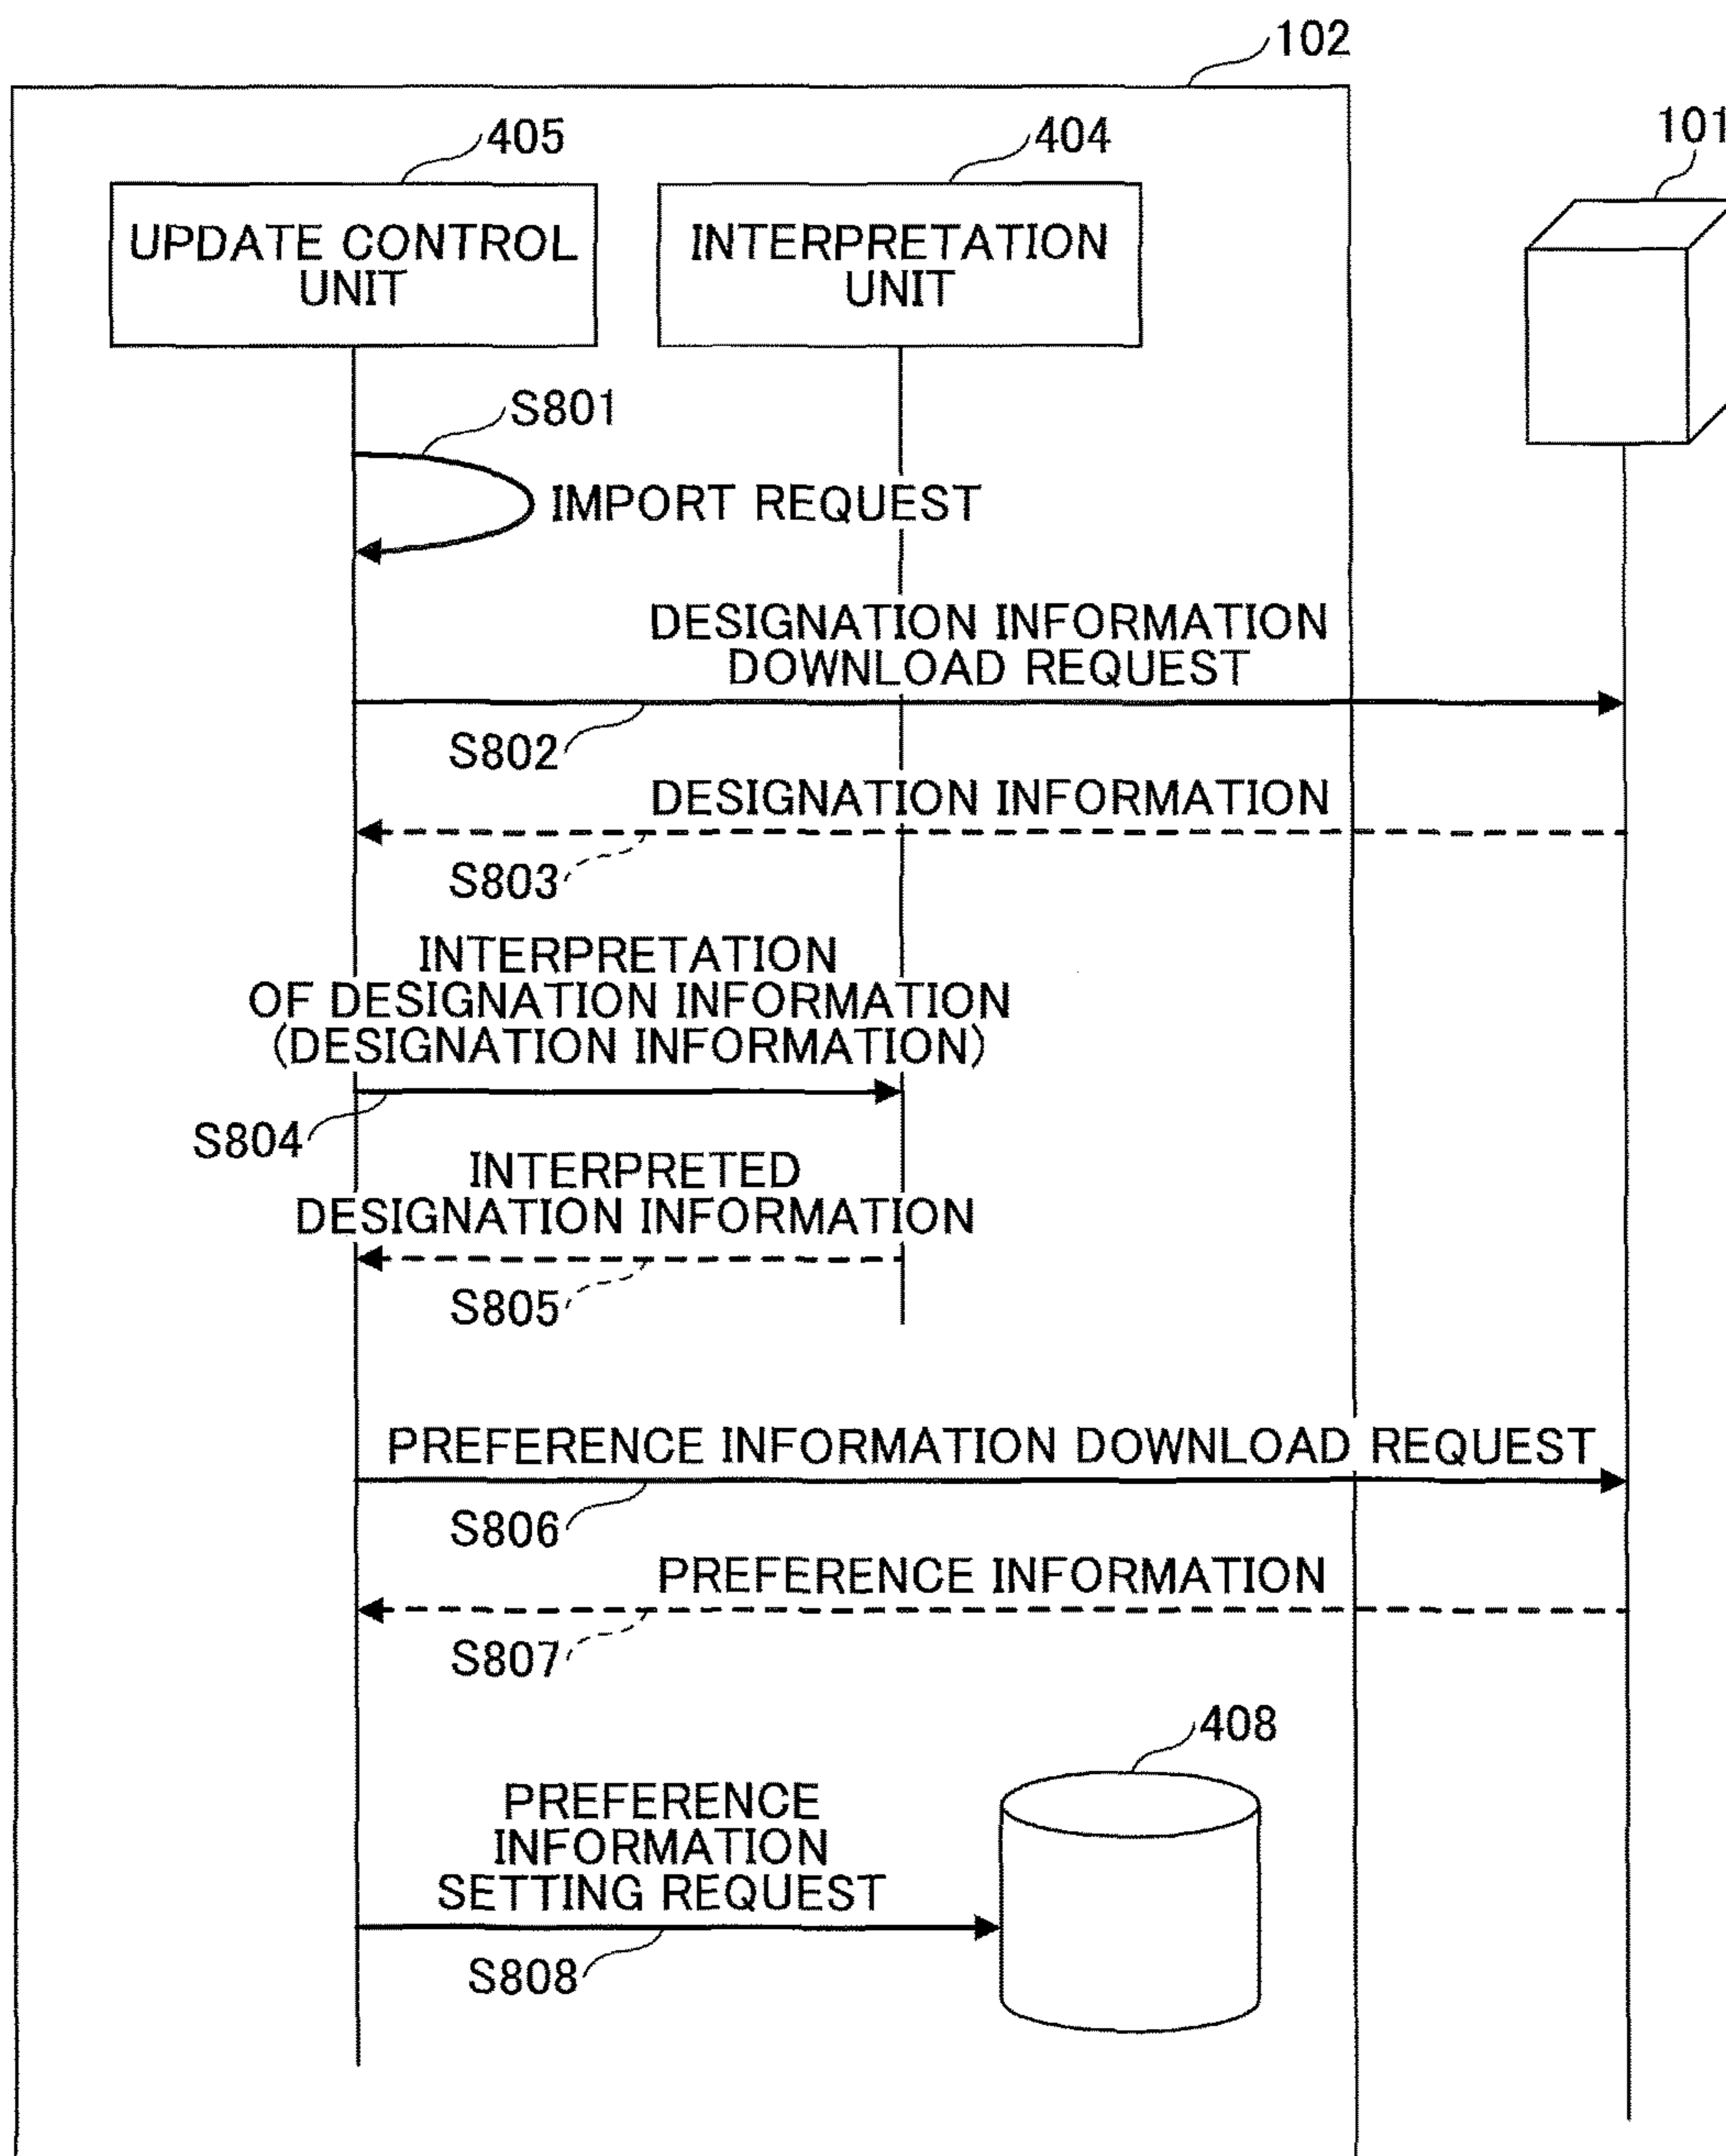 102
405
404
101
UPDATE CONTROL
UNIT
INTERPRETATION
UNIT
S801
IMPORT REQUEST
DESIGNATION INFORMATION
DOWNLOAD REQUEST
S802
DESIGNATION INFORMATION
S803
INTERPRETATION
OF DESIGNATION INFORMATION
(DESIGNATION INFORMATION)
S804
INTERPRETED
DESIGNATION INFORMATION
S805
PREFERENCE INFORMATION DOWNLOAD REQUEST
S806
PREFERENCE INFORMATION
S807
408
PREFERENCE
INFORMATION
SETTING REQUEST
S808